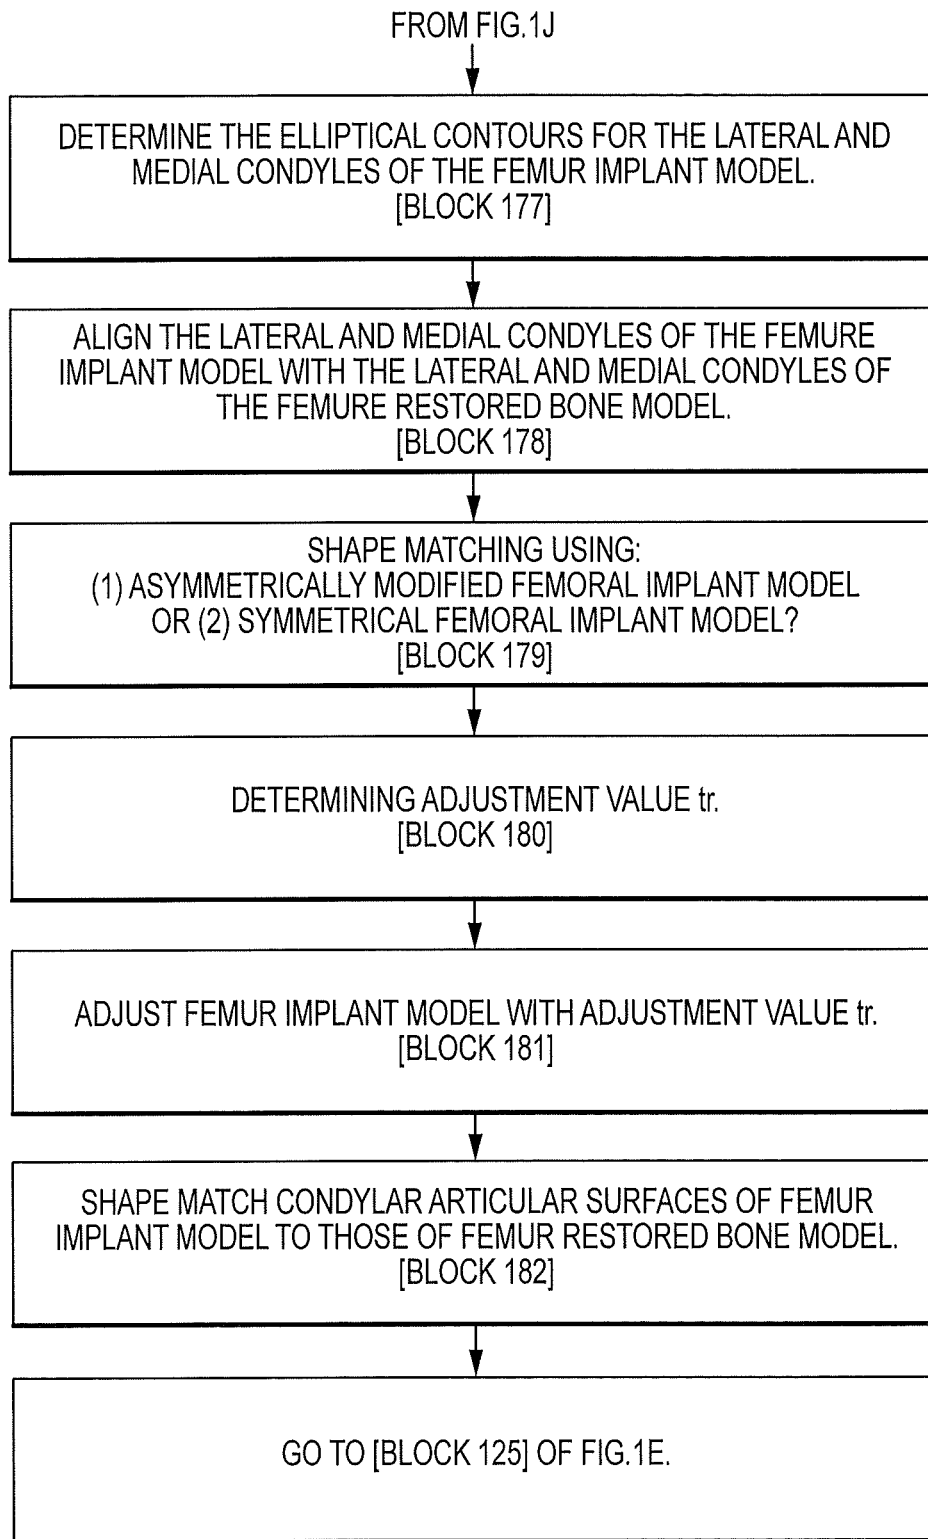 FROM FIG.1J
DETERMINE THE ELLIPTICAL CONTOURS FOR THE LATERAL AND
MEDIAL CONDYLES OF THE FEMUR IMPLANT MODEL.
[BLOCK 177]
ALIGN THE LATERAL AND MEDIAL CONDYLES OF THE FEMURE
IMPLANT MODEL WITH THE LATERAL AND MEDIAL CONDYLES OF
THE FEMURE RESTORED BONE MODEL.
[BLOCK 178]
SHAPE MATCHING USING:
(1) ASYMMETRICALLY MODIFIED FEMORAL IMPLANT MODEL
OR (2) SYMMETRICAL FEMORAL IMPLANT MODEL?
[BLOCK 179]
DETERMINING ADJUSTMENT VALUE tr.
[BLOCK 180]
ADJUST FEMUR IMPLANT MODEL WITH ADJUSTMENT VALUE tr.
[BLOCK 181]
SHAPE MATCH CONDYLAR ARTICULAR SURFACES OF FEMUR
IMPLANT MODEL TO THOSE OF FEMUR RESTORED BONE MODEL.
[BLOCK 182]
GO TO [BLOCK 125] OF FIG.1E.